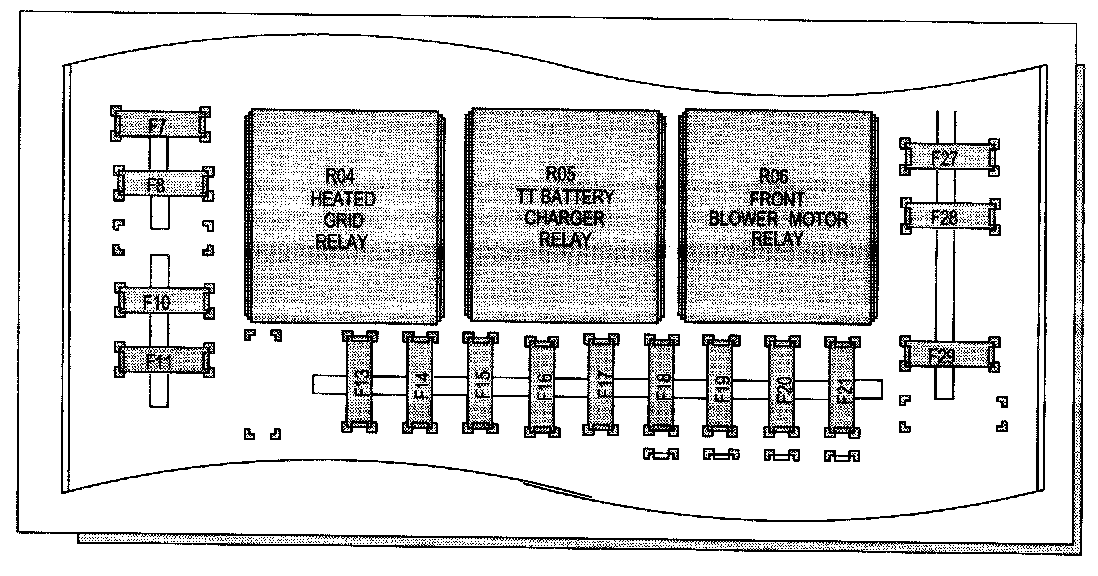 F7
F8
F10
F11
R04
HEATED
GRID
RELAY
R05
TT BATTERY
CHARGER
RELAY
R06
FRONT
BLOWER MOTOR
RELAY
F27
F28
F29
F13
F14
F15
F16
F17
F18
F19
F20
F21